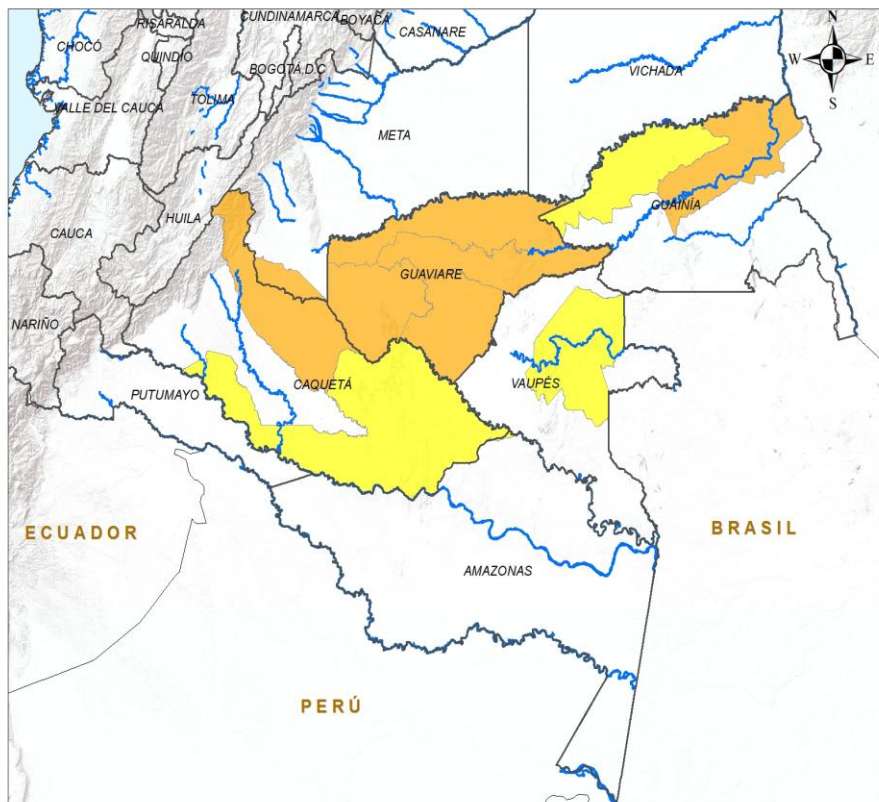 CUNDINAMARCA
BOYACÁ
RISARALDA
CASANARE
N
CHOCÓ
QUINDIO
W
E
BOGOTA,D.C
VICHADA
S
TOLIMA
VALLE DEL CAUCA
META
GUAINÍA
HUILA
CAUCA
GUAVIARE
NARIÑO
CAQUETÁ
VAUPÉS
PUTUMAYO
ECUADOR
BRASIL
AMAZONAS
PERÚ